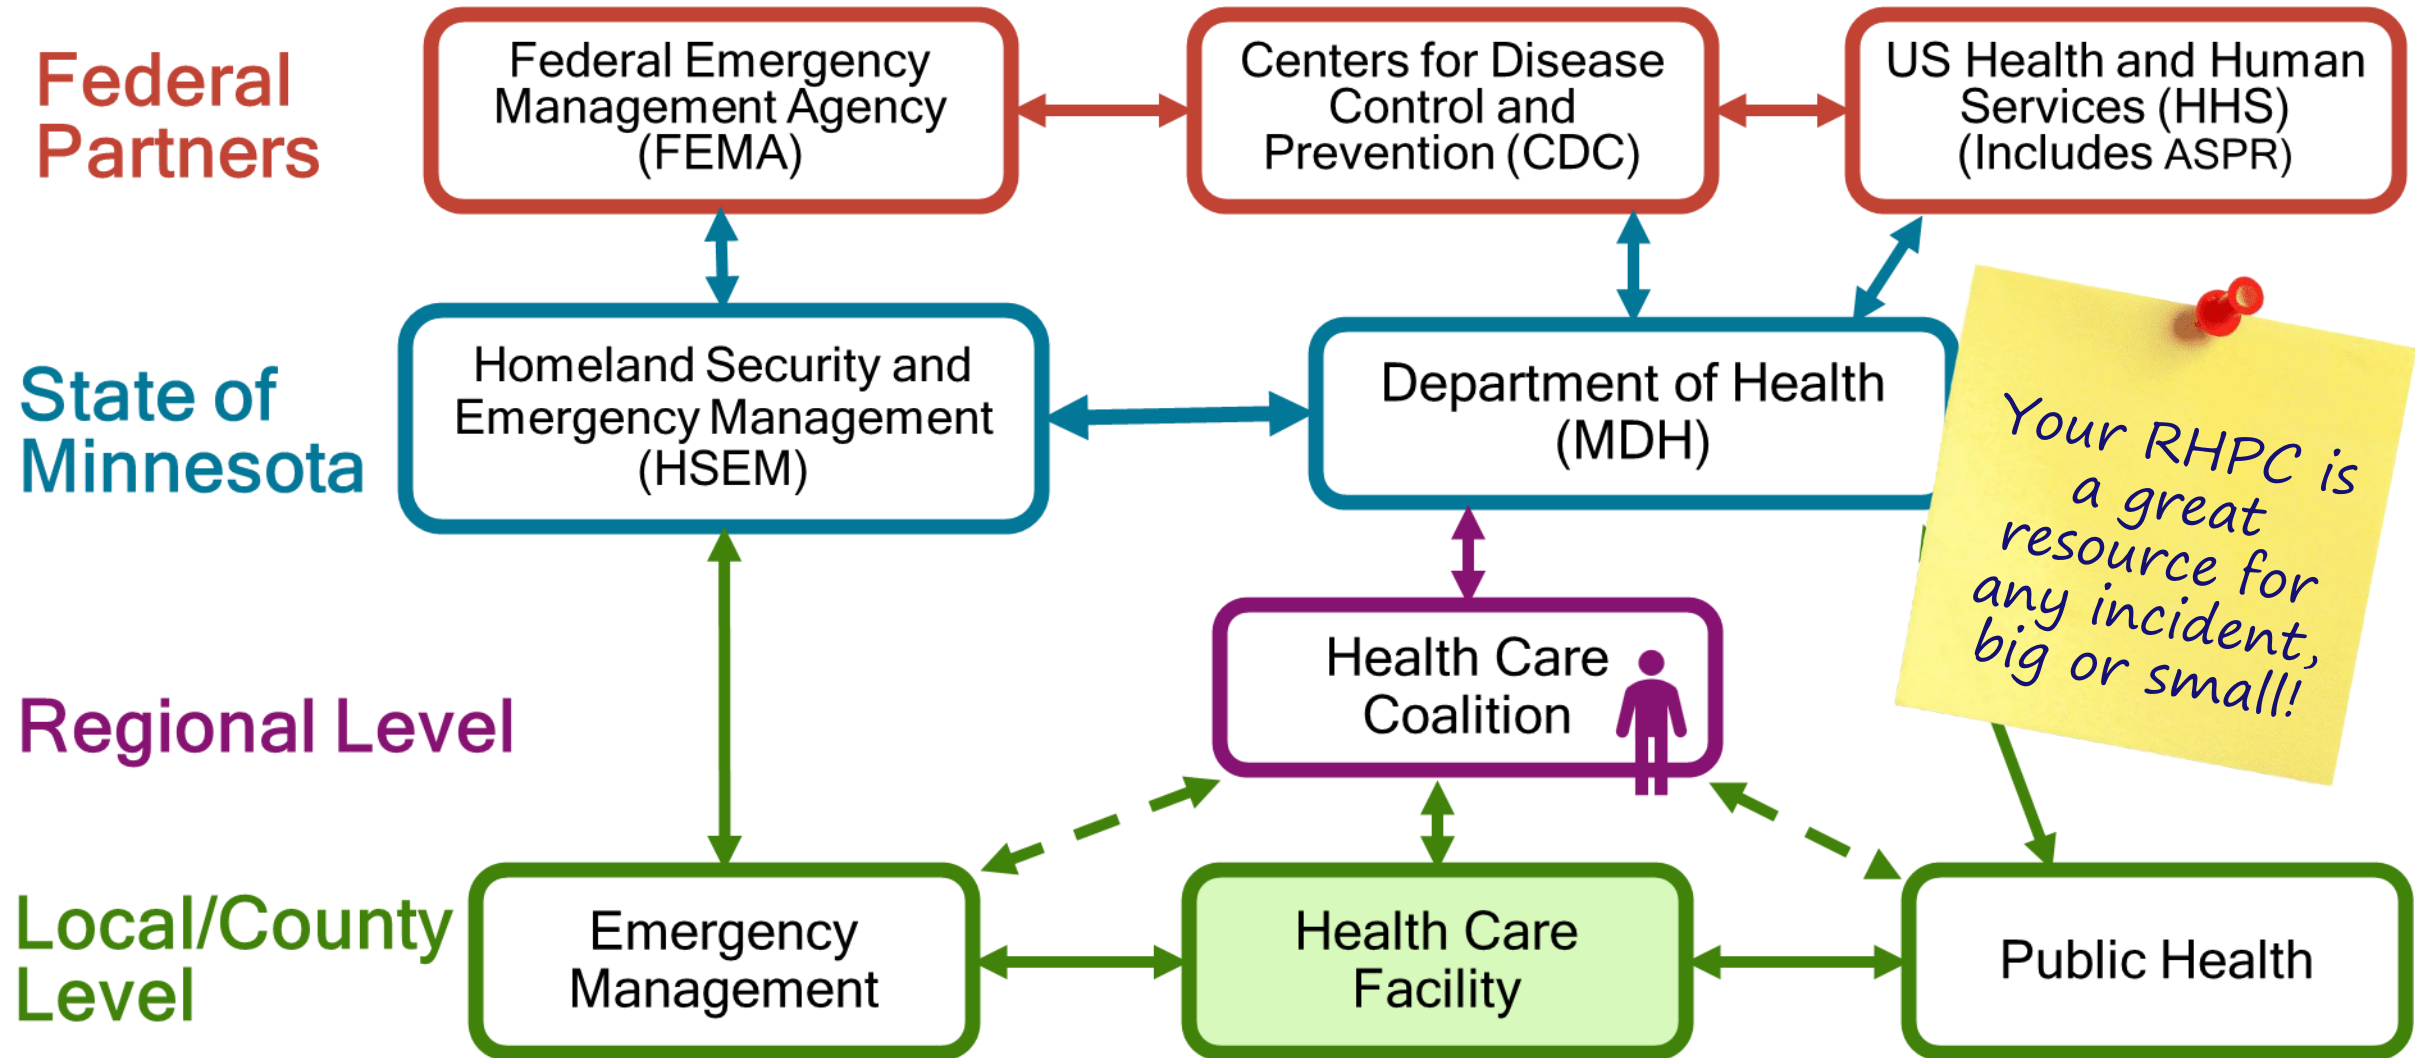 Federal
Partners
Federal Emergency
Management Agency
(FEMA)
Centers for Disease
Control and
Prevention (CDC)
US Health and Human
Services (HHS)
(Includes ASPR)
State of
Minnesota
Homeland Security and
Emergency Management
(HSEM)
Department of Health
(MDH)
Your RHPC is
a great
resource for
any incident,
big or small!
Regional Level
Health Care
Coalition
Local/County
Level
Emergency
Management
Health Care
Facility
Public Health